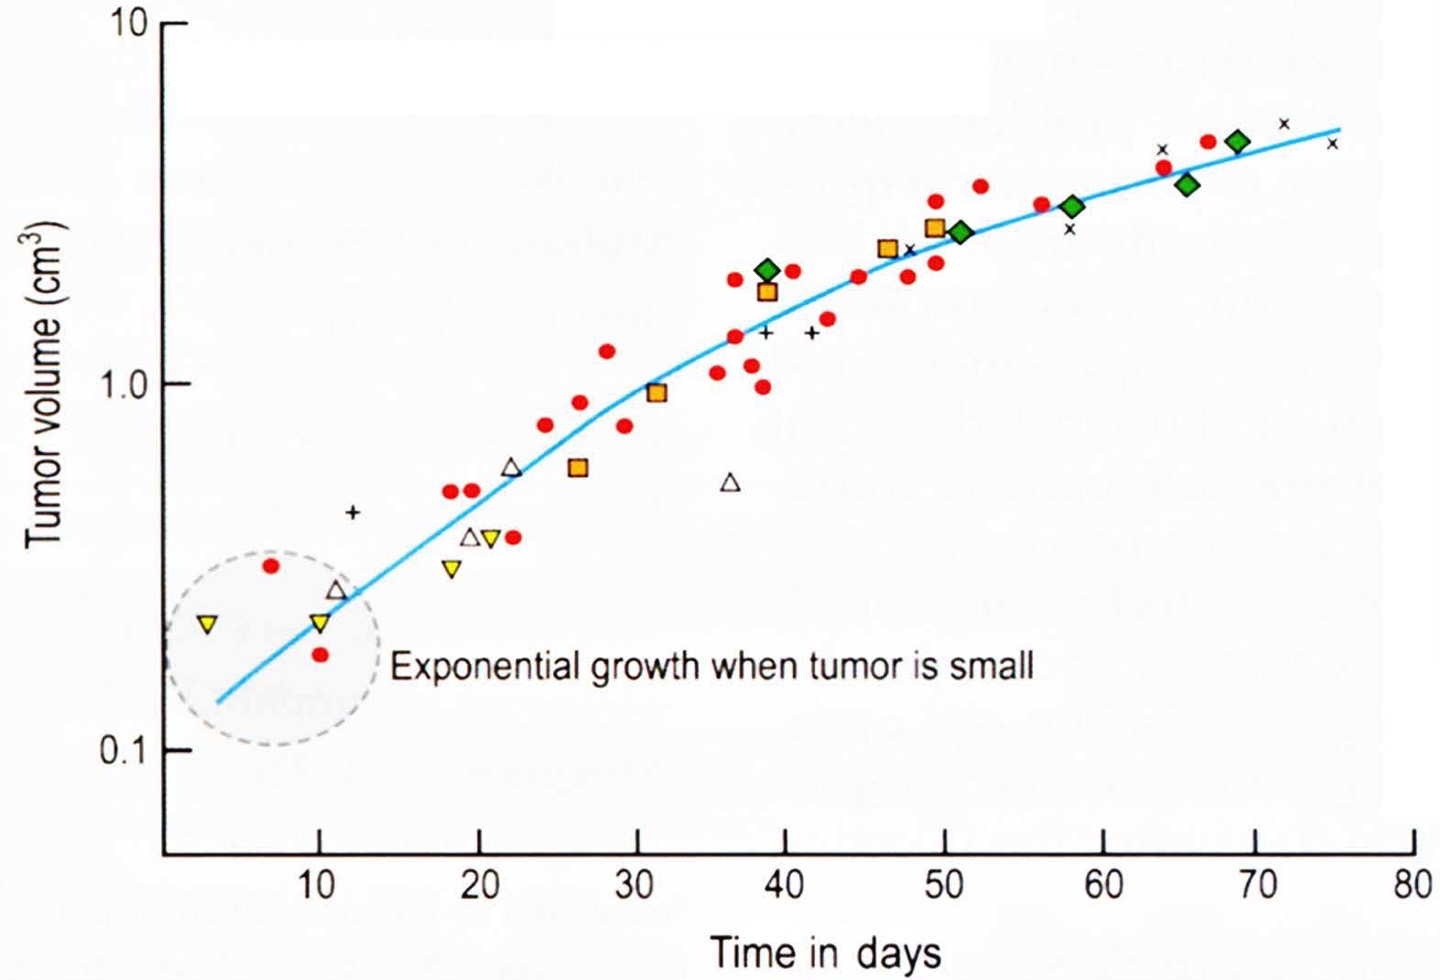 10
1.0
0.1
Tumor volume (cm³)
Exponential growth when tumor is small
10 20 30 40 50 60 70 80
Time in days